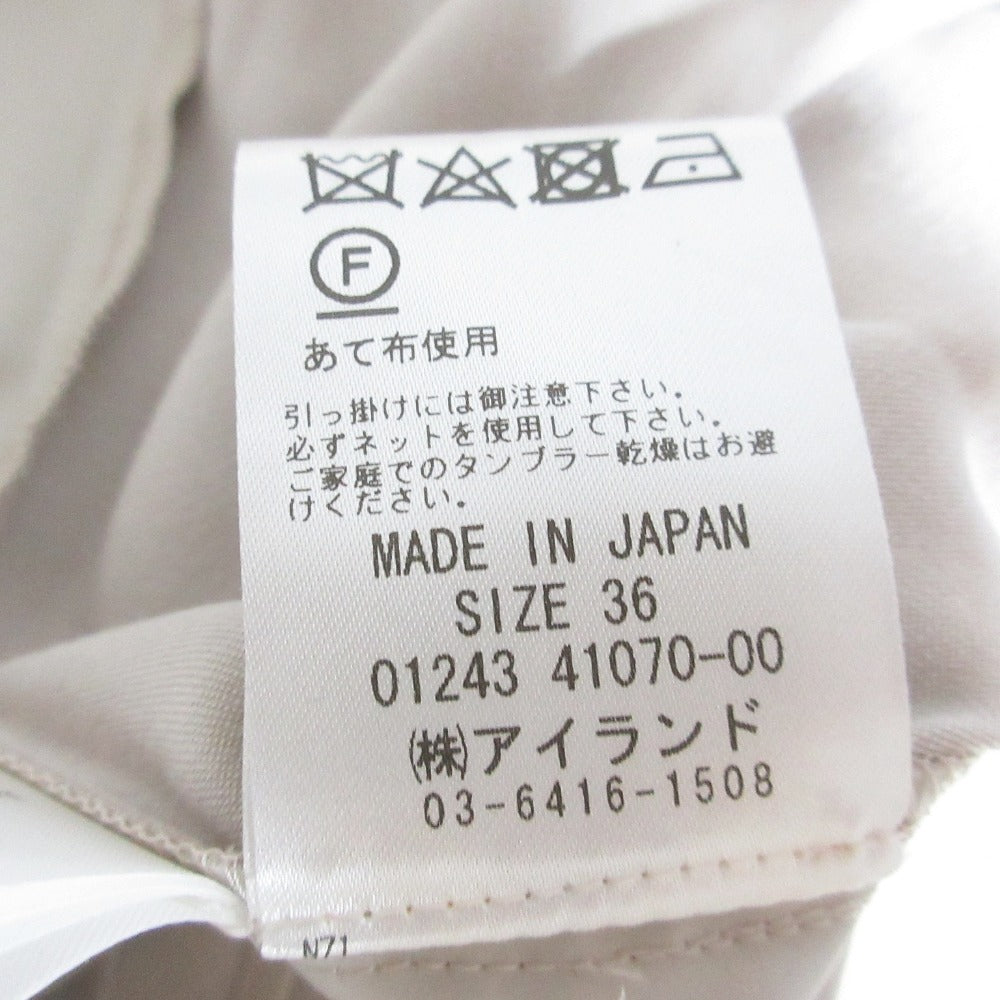 F
あて布使用
引っ掛けには御注意下さい。
必ずネットを使用して下さい。
ご家庭でのタンブラー乾燥はお避
けください。
MADE IN JAPAN
SIZE 36
01243 41070-00
(株)アイランド
03-6416-1508
N71